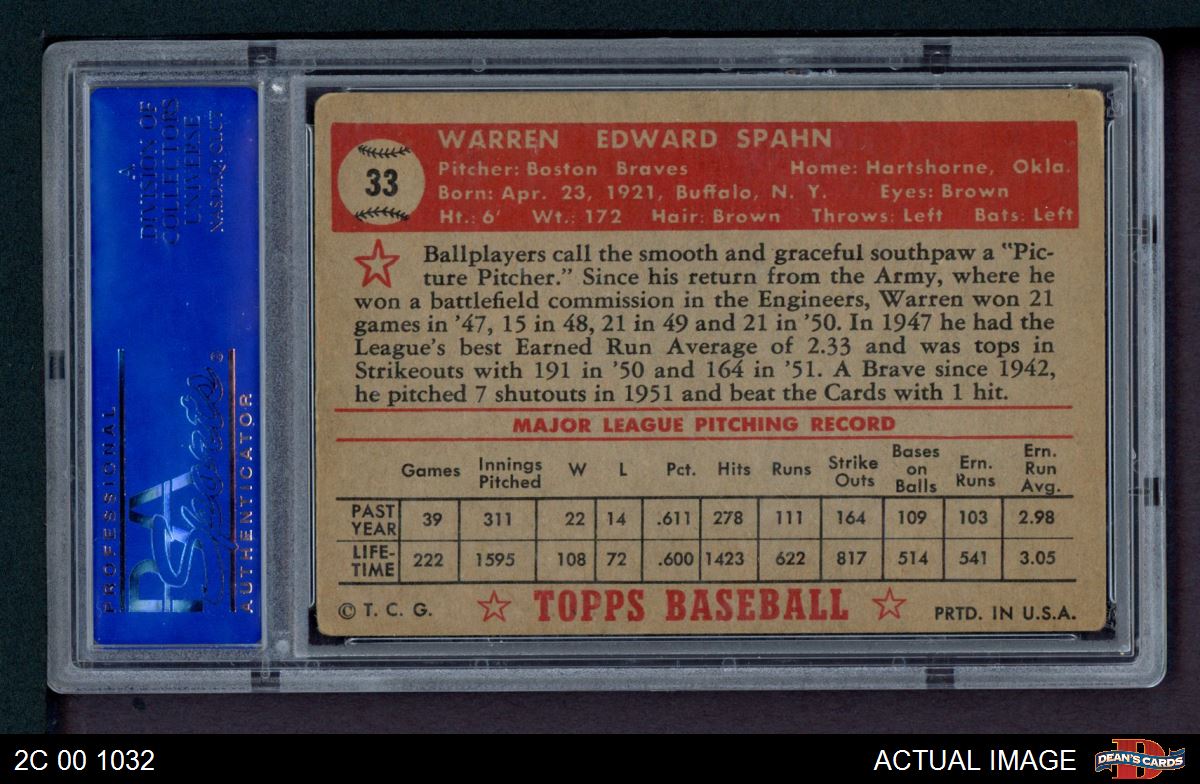 A
DIVISION OF
COLLECTORS
UNIVERSE
NASDAQ: CLCT
PROFESSIONAL
PSA
AUTHENTICATOR
33
WARREN EDWARD SPAHN
Pitcher: Boston Braves Home: Hartshorne, Okla.
Born: Apr. 23, 1921, Buffalo, N. Y. Eyes: Brown
Ht.: 6' Wt.: 172 Hair: Brown Throws: Left Bats: Left
Ballplayers call the smooth and graceful southpaw a "Pic-
ture Pitcher." Since his return from the Army, where he
won a battlefield commission in the Engineers, Warren won 21
games in '47, 15 in 48, 21 in 49 and 21 in '50. In 1947 he had the
League's best Earned Run Average of 2.33 and was tops in
Strikeouts with 191 in '50 and 164 in '51. A Brave since 1942,
he pitched 7 shutouts in 1951 and beat the Cards with 1 hit.
MAJOR LEAGUE PITCHING RECORD
Games Innings Pitched W L Pct. Hits Runs Strike Outs Bases on Balls Ern. Runs Ern. Run Avg.
PAST YEAR 39 311 22 14 .611 278 111 164 109 103 2.98
LIFE-TIME 222 1595 108 72 .600 1423 622 817 514 541 3.05
© T. C. G. TOPPS BASEBALL PRTD. IN U.S.A.
2C 00 1032 ACTUAL IMAGE DEAN'S CARDS